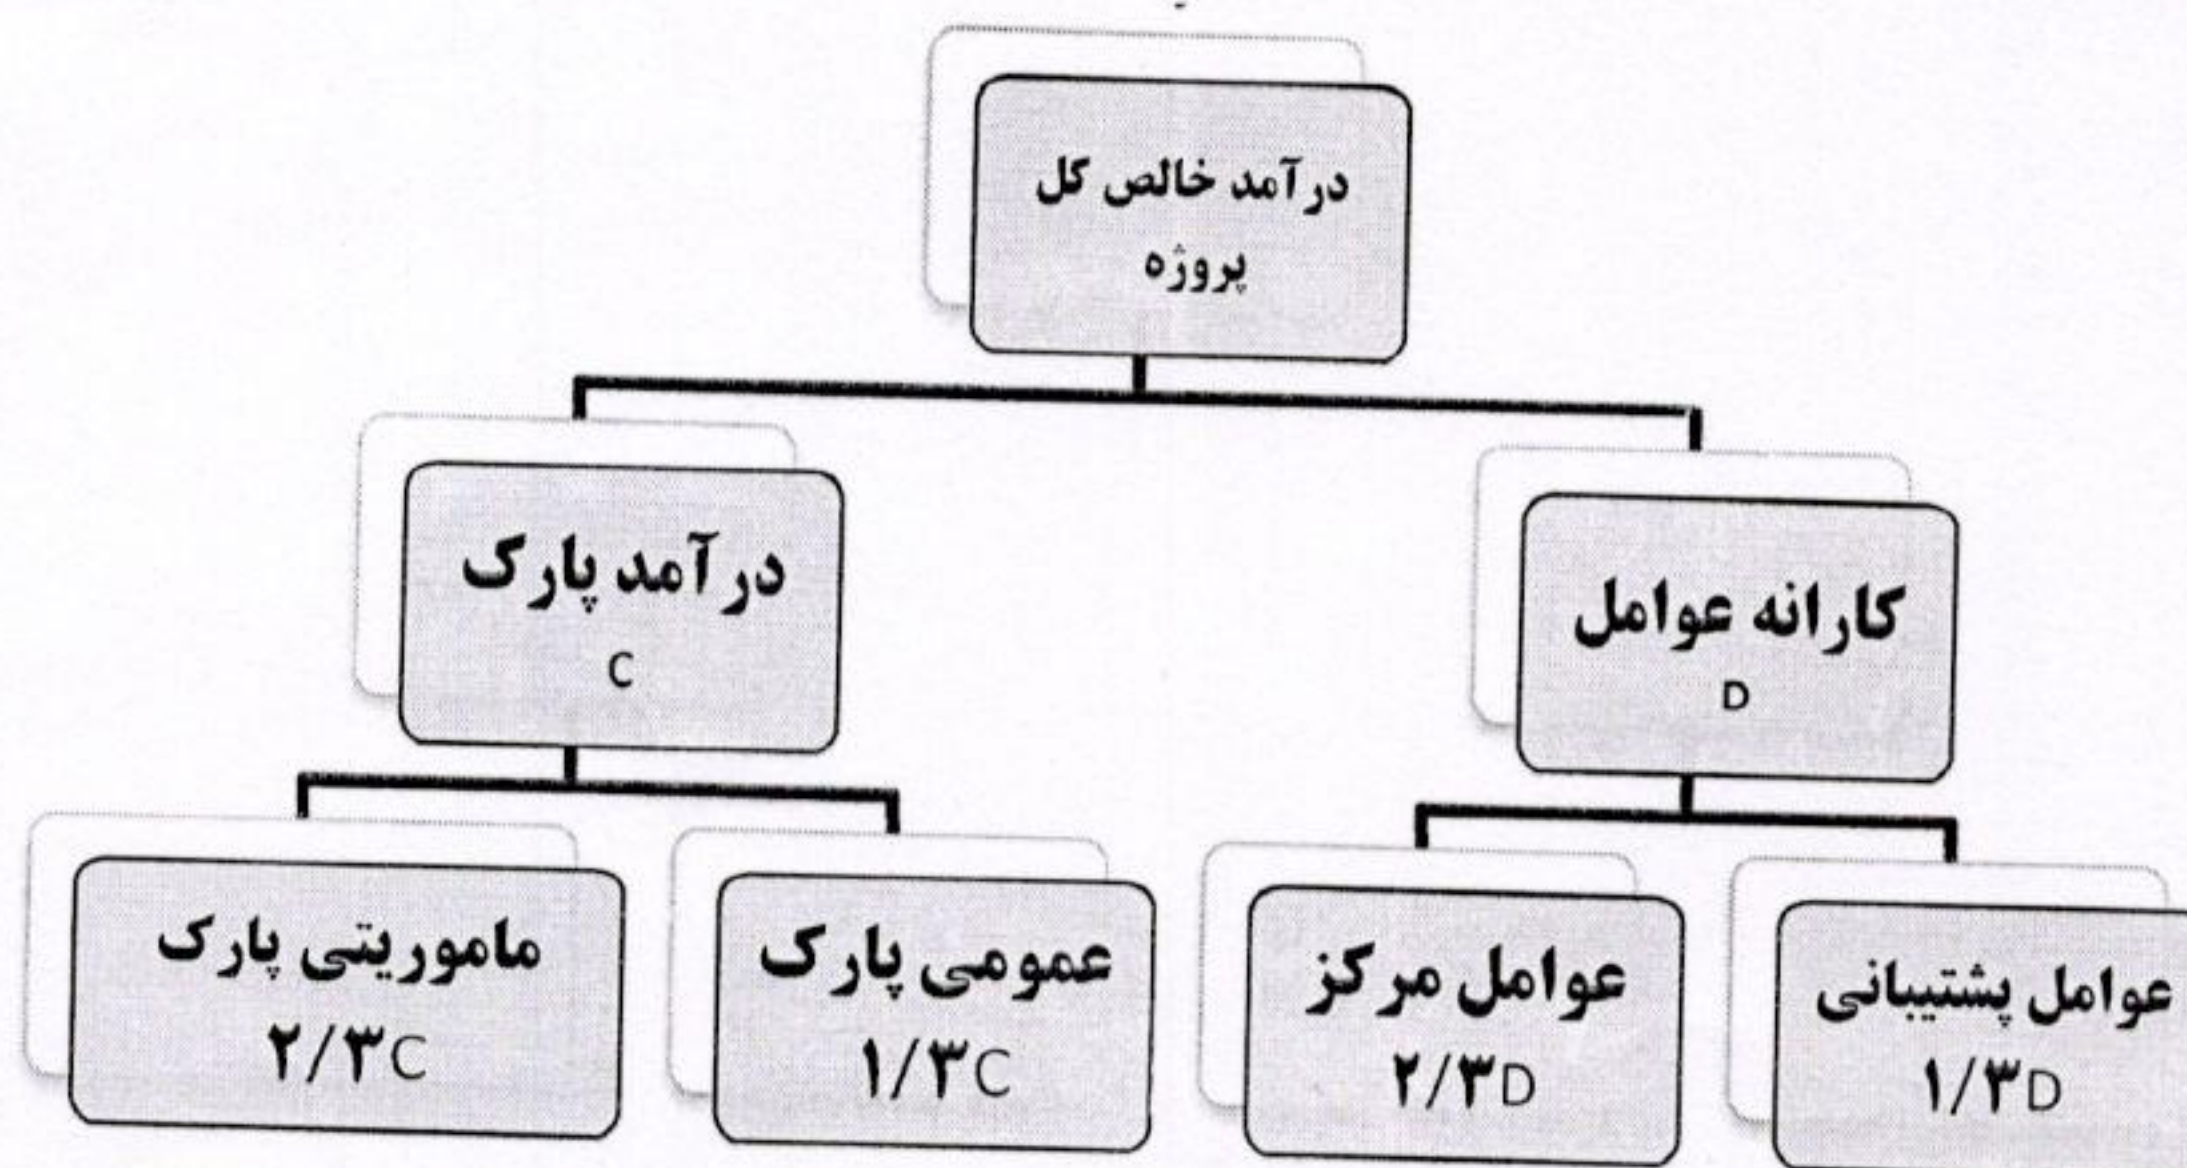 درآمد خالص کل
پروژه
کارانه عوامل
D
درآمد پارک
C
عوامل پشتیبانی
۱/۳D
عوامل مرکز
۲/۳D
عمومی پارک
۱/۳C
ماموریتی پارک
۲/۳C